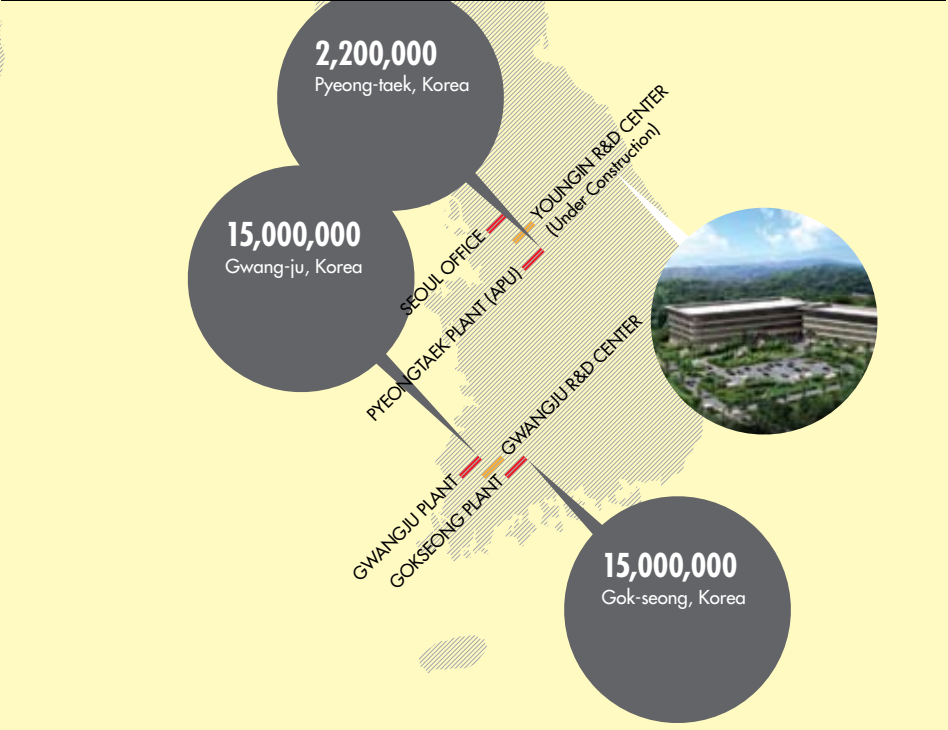 2,200,000
Pyeong-taek, Korea
15,000,000
Gwang-ju, Korea
YOUNGIN R&D CENTER
(Under Construction)
SEOUL OFFICE
PYEONGTAEK PLANT (APU)
GWANGJU R&D CENTER
GWANGJU PLANT
GOKSEONG PLANT
15,000,000
Gok-seong, Korea